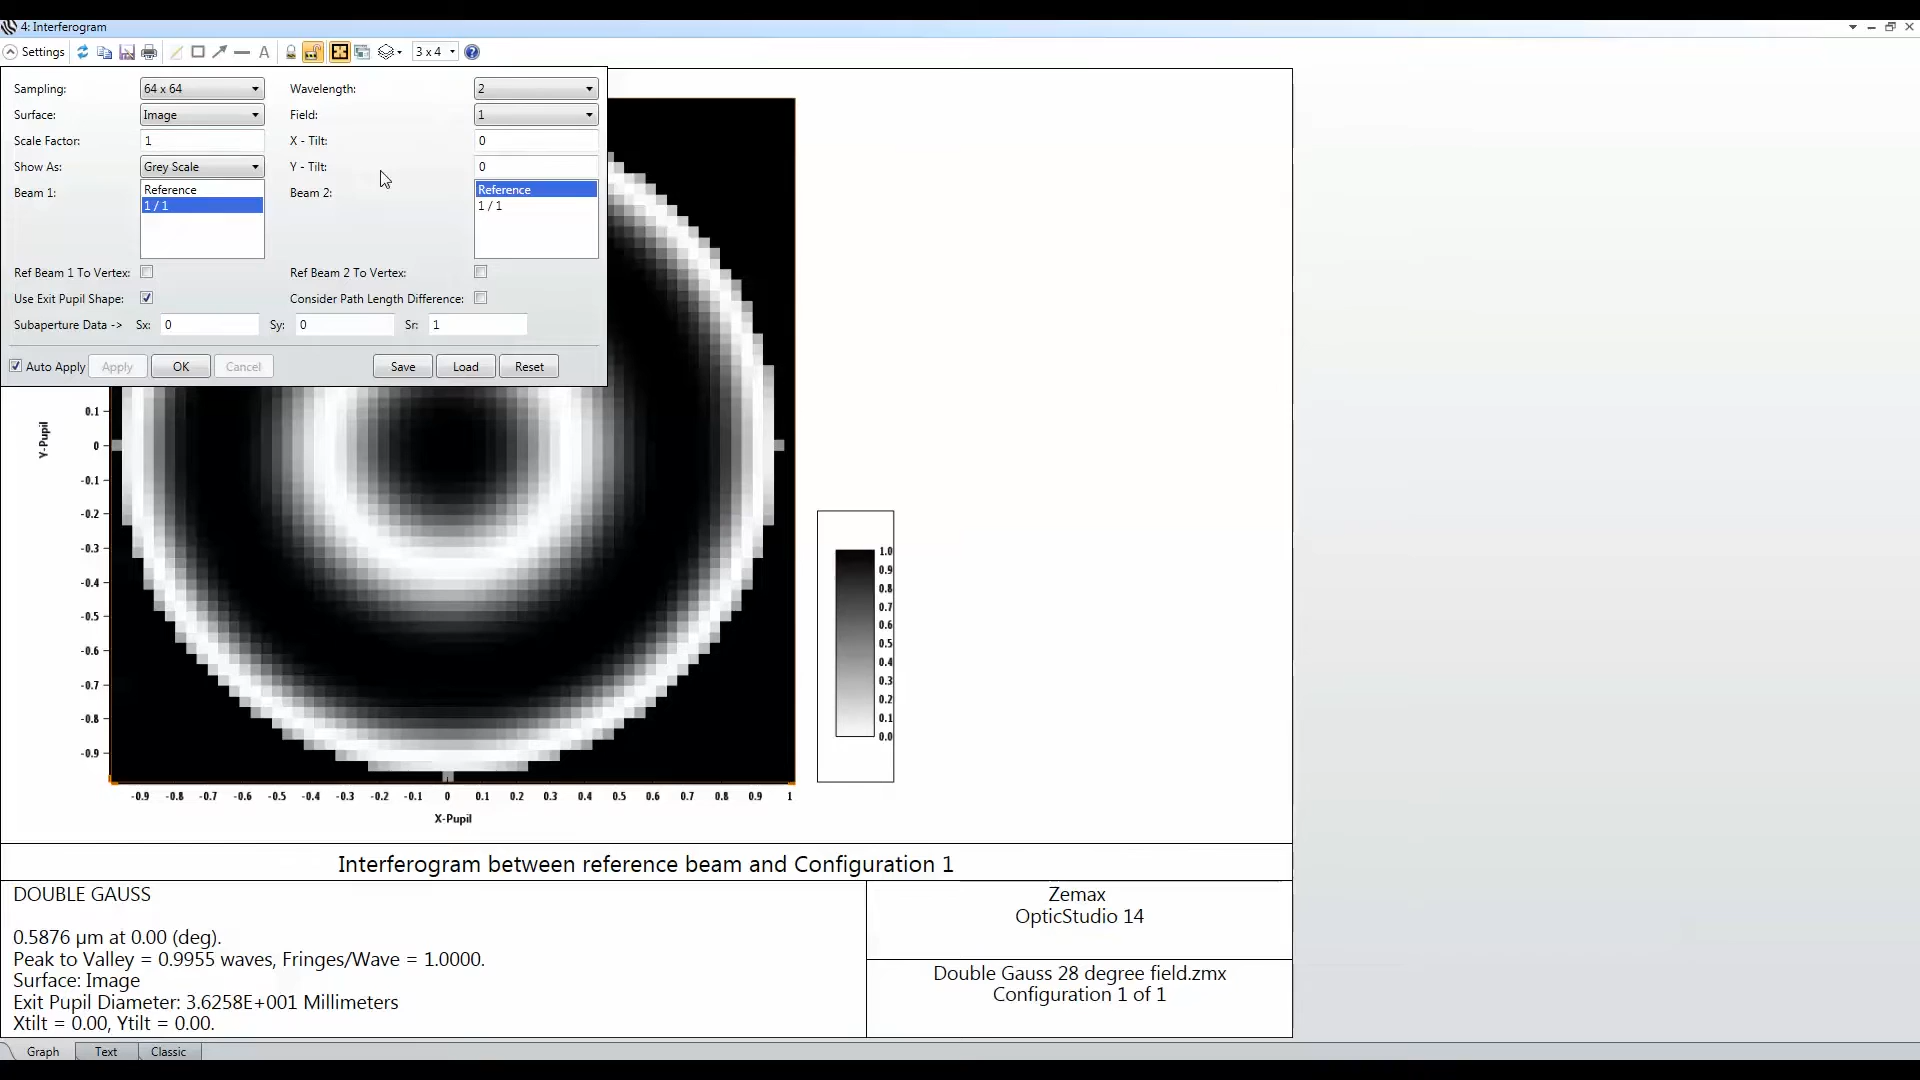 4: Interferogram
Settings
A
3 x 4
?
Sampling: 64 x 64 Wavelength: 2
Surface: Image Field: 1
Scale Factor: 1 X - Tilt: 0
Show As: Grey Scale Y - Tilt: 0
Beam 1: Reference Beam 2: Reference
1 / 1 1 / 1
Ref Beam 1 To Vertex: Ref Beam 2 To Vertex:
Use Exit Pupil Shape: Consider Path Length Difference:
Subaperture Data -> Sx: 0 Sy: 0 Sr: 1
Auto Apply Apply OK Cancel Save Load Reset
Y-Pupil
0.1
0
-0.1
-0.2
-0.3
-0.4
-0.5
-0.6
-0.7
-0.8
-0.9
-0.9 -0.8 -0.7 -0.6 -0.5 -0.4 -0.3 -0.2 -0.1 0 0.1 0.2 0.3 0.4 0.5 0.6 0.7 0.8 0.9 1
X-Pupil
1.0
0.9
0.8
0.7
0.6
0.5
0.4
0.3
0.2
0.1
0.0
Interferogram between reference beam and Configuration 1
DOUBLE GAUSS
0.5876 µm at 0.00 (deg).
Peak to Valley = 0.9955 waves, Fringes/Wave = 1.0000.
Surface: Image
Exit Pupil Diameter: 3.6258E+001 Millimeters
Xtilt = 0.00, Ytilt = 0.00.
Zemax
OpticStudio 14
Double Gauss 28 degree field.zmx
Configuration 1 of 1
Graph Text Classic